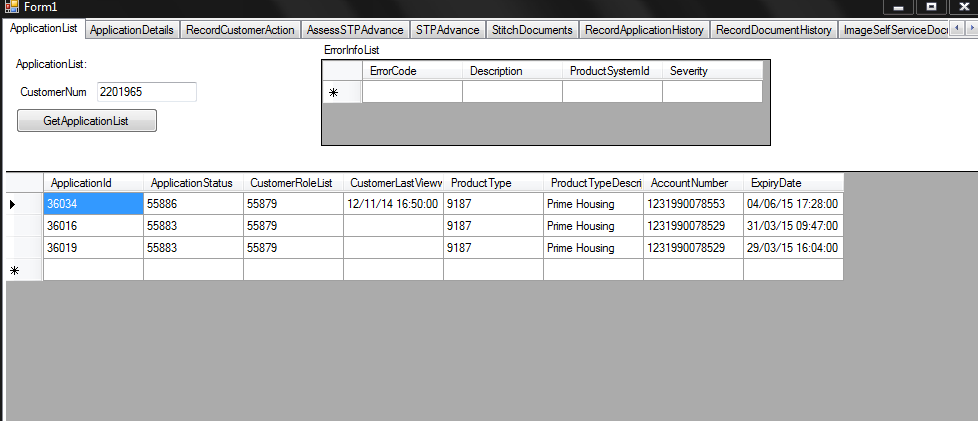 Form1
ApplicationList ApplicationDetails RecordCustomerAction AssessSTPAdvance STPAdvance StitchDocuments RecordApplicationHistory RecordDocumentHistory ImageSelfServiceDocu
ApplicationList:
CustomerNum 2201965
GetApplicationList
ErrorInfoList
ErrorCode Description ProductSystemId Severity
ApplicationId ApplicationStatus CustomerRoleList CustomerLastViewv ProductType ProductTypeDescri AccountNumber ExpiryDate
36034 55886 55879 12/11/14 16:50:00 9187 Prime Housing 1231990078553 04/06/15 17:28:00
36016 55883 55879 9187 Prime Housing 1231990078529 31/03/15 09:47:00
36019 55883 55879 9187 Prime Housing 1231990078529 29/03/15 16:04:00